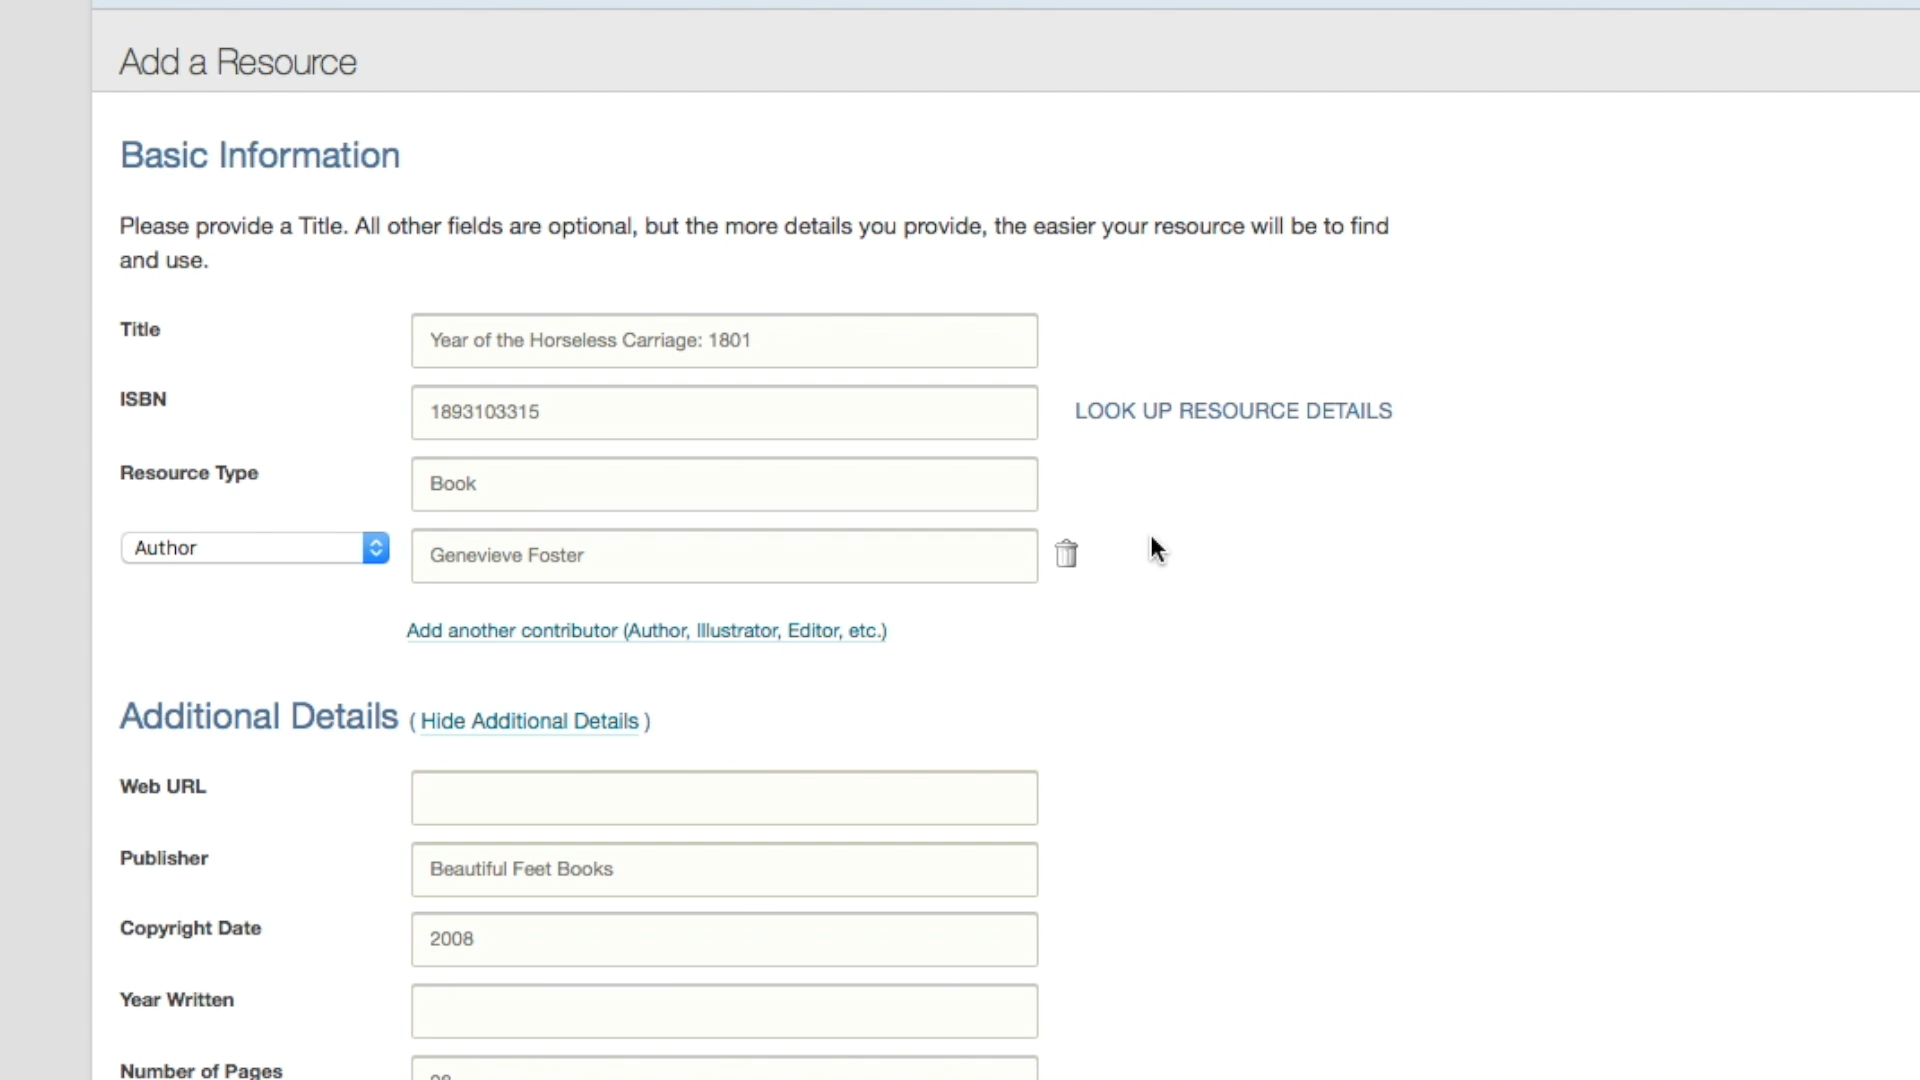 Add a Resource
Basic Information
Please provide a Title. All other fields are optional, but the more details you provide, the easier your resource will be to find
and use.
Title
Year of the Horseless Carriage: 1801
ISBN
1893103315
LOOK UP RESOURCE DETAILS
Resource Type
Book
Author
Genevieve Foster
Add another contributor (Author, Illustrator, Editor, etc.)
Additional Details ( Hide Additional Details )
Web URL
Publisher
Beautiful Feet Books
Copyright Date
2008
Year Written
Number of Pages